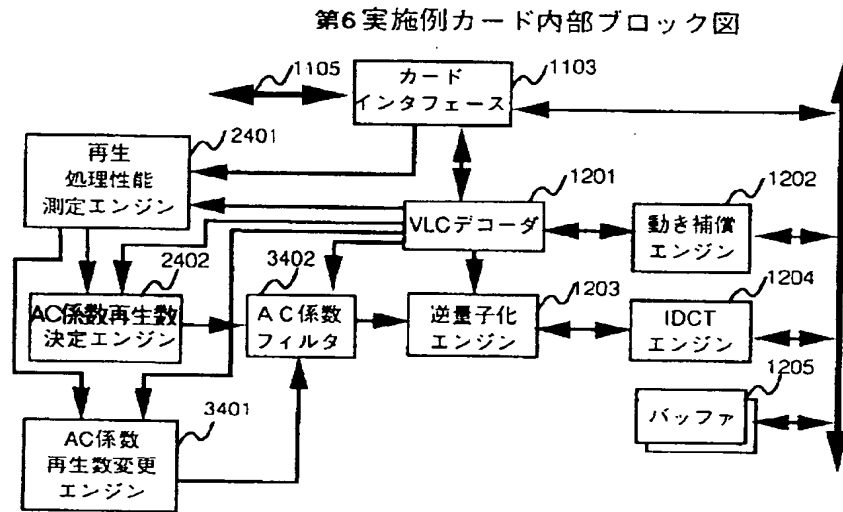 第6実施例カード内部ブロック図
1105
カード
インタフェース
1103
2401
再生
処理性能
測定エンジン
1201
VLCデコーダ
1202
動き補償
エンジン
2402
AC係数再生数
決定エンジン
3402
AC係数
フィルタ
1203
逆量子化
エンジン
1204
IDCT
エンジン
1205
バッファ
3401
AC係数
再生数変更
エンジン